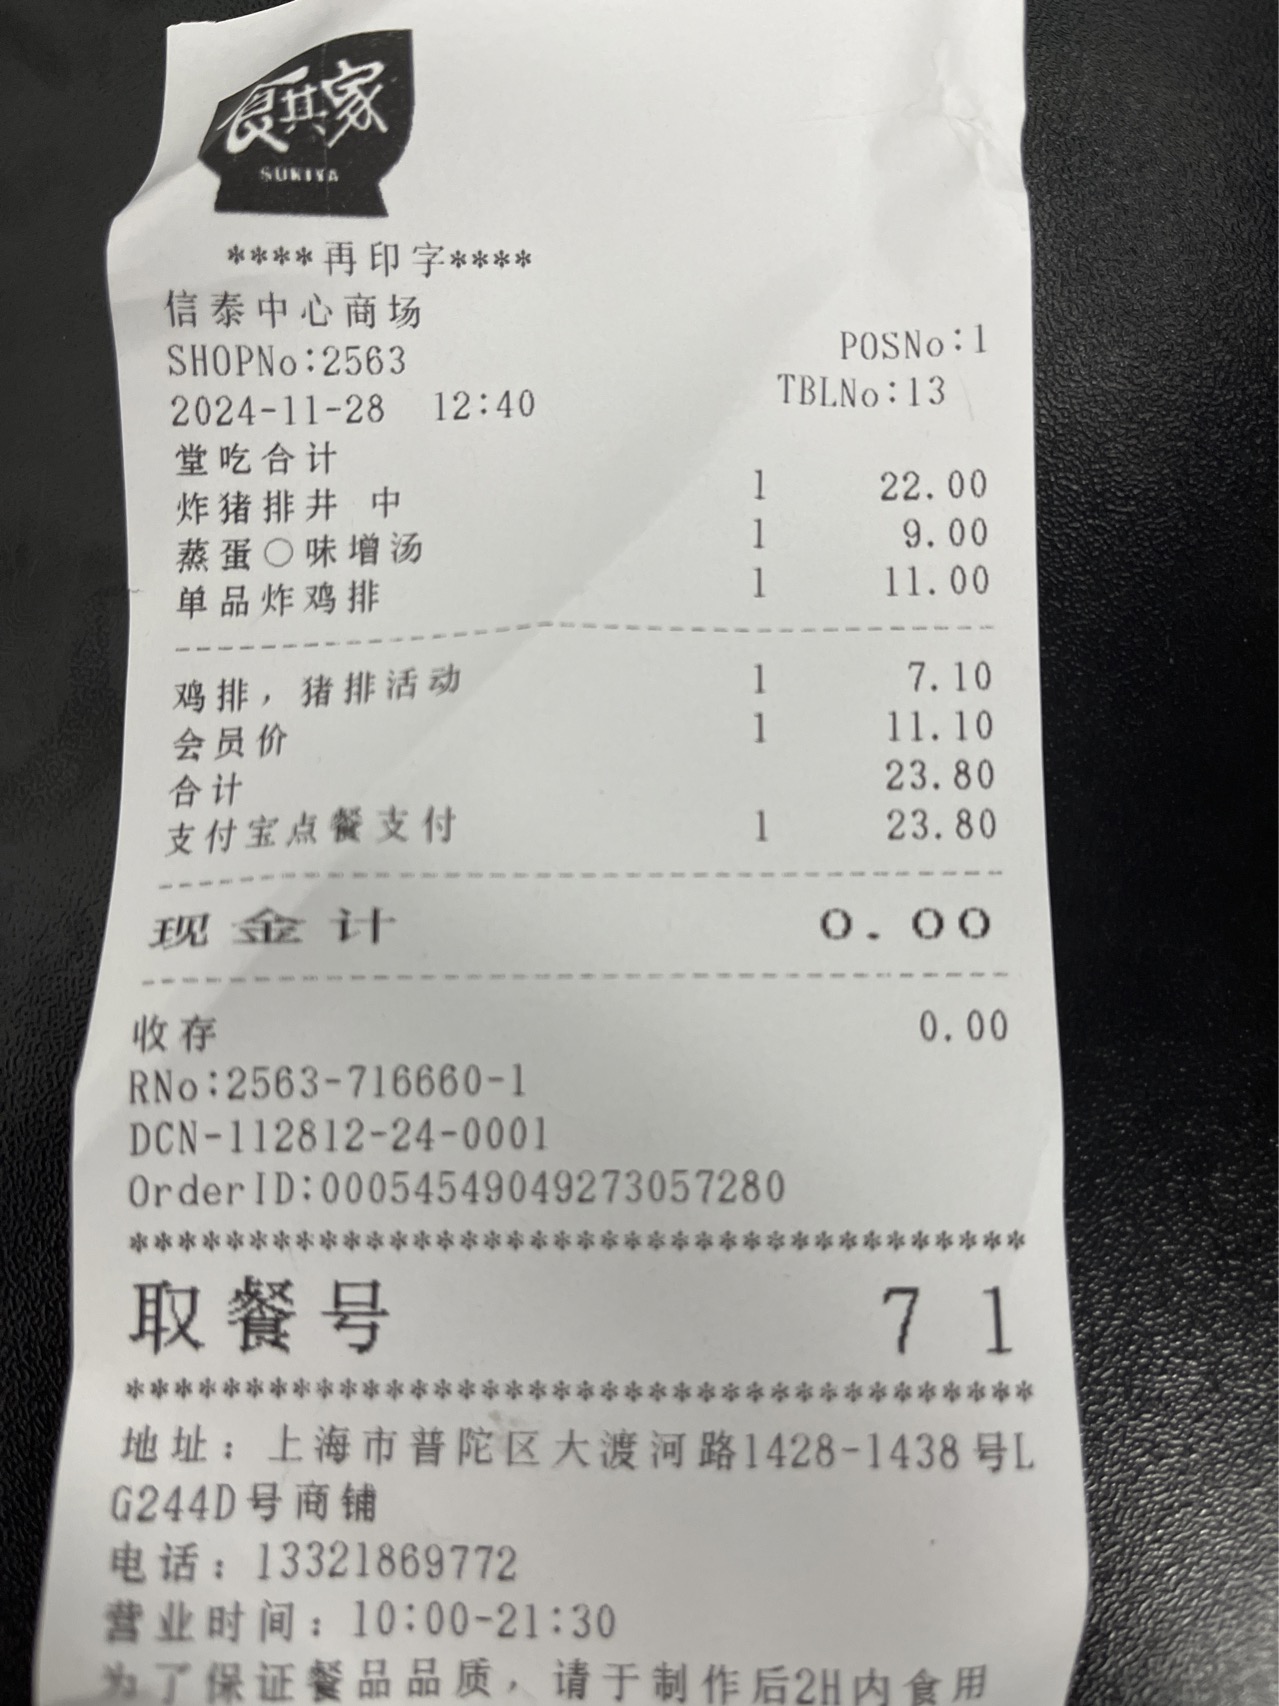 食其家
SUKIYA
****再印字****
信泰中心商场
SHOPNo:2563 POSNo:1
2024-11-28 12:40 TBLNo:13
堂吃合计
炸猪排井 中 1 22.00
蒸蛋○味增汤 1 9.00
单品炸鸡排 1 11.00
鸡排，猪排活动 1 7.10
会员价 1 11.10
合计 23.80
支付宝点餐支付 1 23.80
现金计 0.00
收存 0.00
RNo:2563-716660-1
DCN-112812-24-0001
OrderID:00054549049273057280
**************************************
取餐号 71
**************************************
地址：上海市普陀区大渡河路1428-1438号L
G244D号商铺
电话：13321869772
营业时间：10:00-21:30
为了保证餐品品质，请于制作后2H内食用